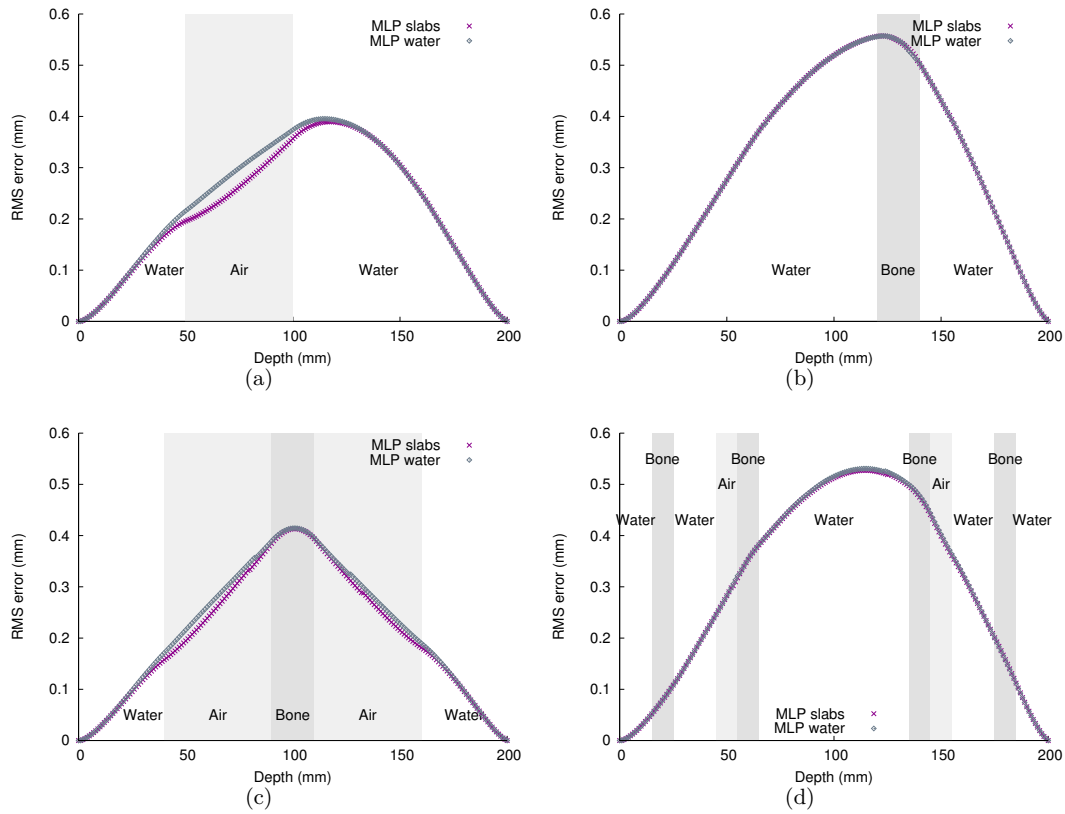 0.6
0.5
0.4
0.3
0.2
0.1
0
RMS error (mm)
MLP slabs
MLP water
Water Air Water
0 50 100 150 200
Depth (mm)
(a)
0.6
0.5
0.4
0.3
0.2
0.1
0
RMS error (mm)
MLP slabs
MLP water
Water Bone Water
0 50 100 150 200
Depth (mm)
(b)
0.6
0.5
0.4
0.3
0.2
0.1
0
RMS error (mm)
MLP slabs
MLP water
Water Air Bone Air Water
0 50 100 150 200
Depth (mm)
(c)
0.6
0.5
0.4
0.3
0.2
0.1
0
RMS error (mm)
Bone Bone Bone Bone
Air Air
Water Water Water Water Water
MLP slabs
MLP water
0 50 100 150 200
Depth (mm)
(d)